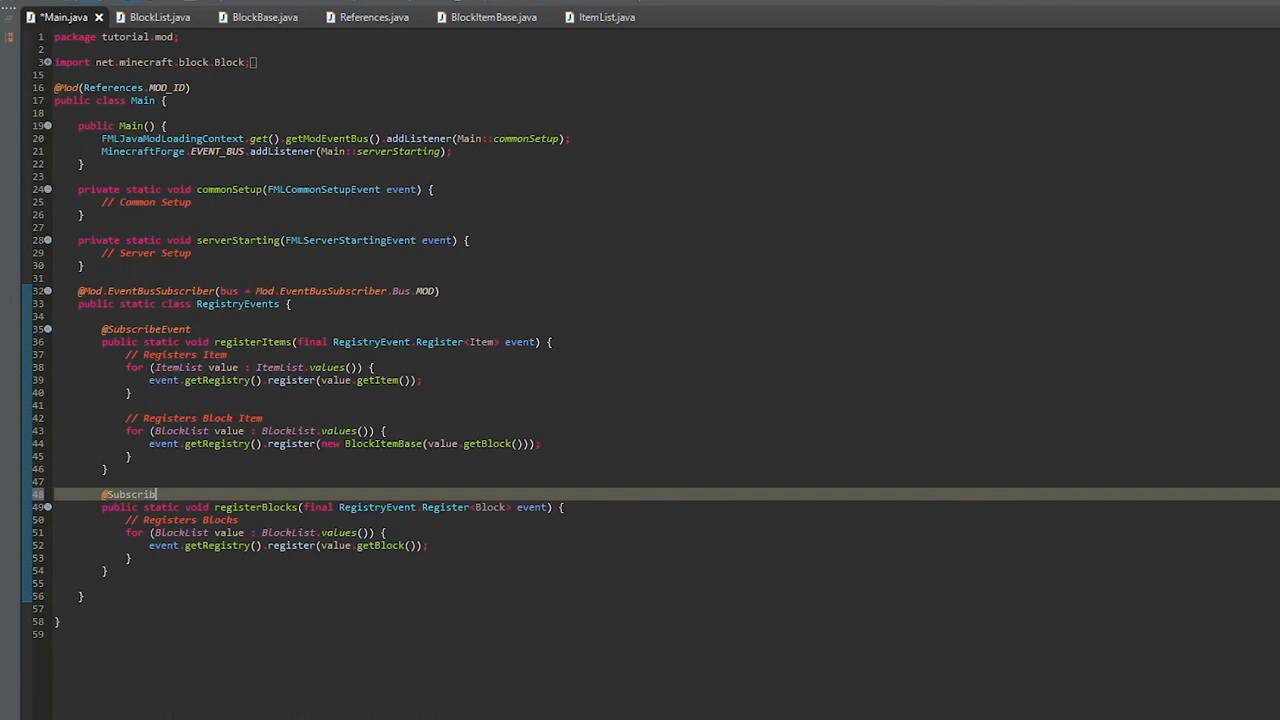 *Main.java BlockList.java BlockBase.java References.java BlockItemBase.java ItemList.java
1 package tutorial.mod;
2
3 import net.minecraft.block.Block;
15
16 @Mod(References.MOD_ID)
17 public class Main {
18
19 public Main() {
20 FMLJavaModLoadingContext.get().getModEventBus().addListener(Main::commonSetup);
21 MinecraftForge.EVENT_BUS.addListener(Main::serverStarting);
22 }
23
24 private static void commonSetup(FMLCommonSetupEvent event) {
25 // Common Setup
26 }
27
28 private static void serverStarting(FMLServerStartingEvent event) {
29 // Server Setup
30 }
31
32 @Mod.EventBusSubscriber(bus = Mod.EventBusSubscriber.Bus.MOD)
33 public static class RegistryEvents {
34
35 @SubscribeEvent
36 public static void registerItems(final RegistryEvent.Register<Item> event) {
37 // Registers Item
38 for (ItemList value : ItemList.values()) {
39 event.getRegistry().register(value.getItem());
40 }
41
42 // Registers Block Item
43 for (BlockList value : BlockList.values()) {
44 event.getRegistry().register(new BlockItemBase(value.getBlock()));
45 }
46 }
47
48 @Subscrib
49 public static void registerBlocks(final RegistryEvent.Register<Block> event) {
50 // Registers Blocks
51 for (BlockList value : BlockList.values()) {
52 event.getRegistry().register(value.getBlock());
53 }
54 }
55
56 }
57
58 }
59